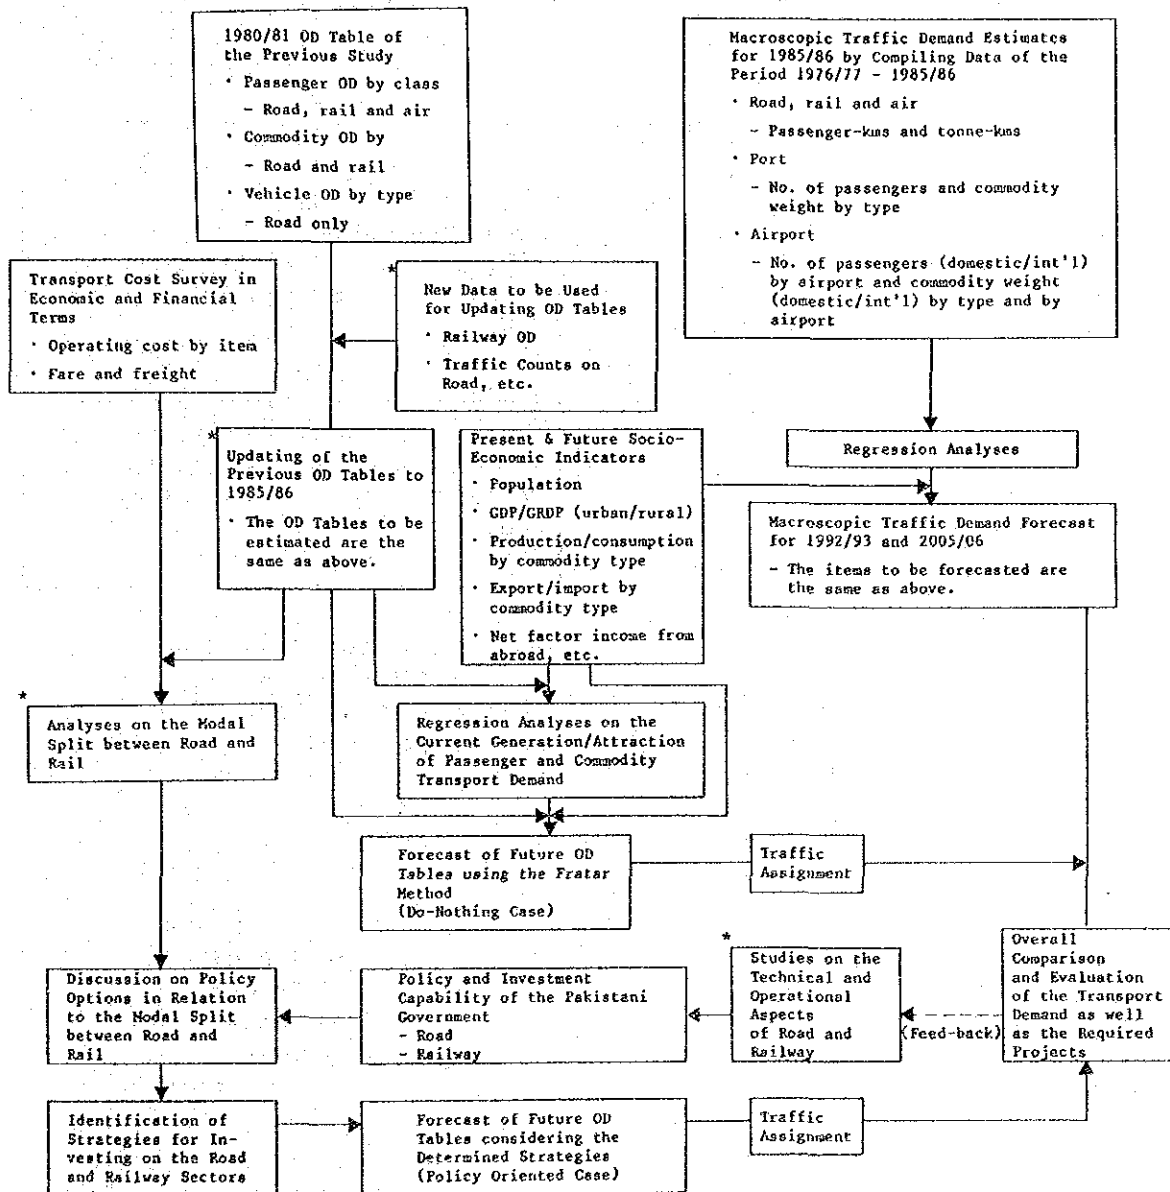 1980/81 OD Table of
the Previous Study
· Passenger OD by class
- Road, rail and air
· Commodity OD by
- Road and rail
· Vehicle OD by type
- Road only
Macroscopic Traffic Demand Estimates
for 1985/86 by Compiling Data of the
Period 1976/77 - 1985/86
· Road, rail and air
- Passenger-kms and tonne-kms
· Port
- No. of passengers and commodity
weight by type
· Airport
- No. of passengers (domestic/int'l)
by airport and commodity weight
(domestic/int'l) by type and by
airport
Transport Cost Survey in
Economic and Financial
Terms
· Operating cost by item
· Fare and freight
*
New Data to be Used
for Updating OD Tables
· Railway OD
· Traffic Counts on
Road, etc.
*
Updating of the
Previous OD Tables to
1985/86
· The OD Tables to be
estimated are the
same as above.
Present & Future Socio-
Economic Indicators
· Population
· GDP/GRDP (urban/rural)
· Production/consumption
by commodity type
· Export/import by
commodity type
· Net factor income from
abroad, etc.
Regression Analyses
Macroscopic Traffic Demand Forecast
for 1992/93 and 2005/06
- The items to be forecasted are
the same as above.
*
Analyses on the Modal
Split between Road and
Rail
Regression Analyses on the
Current Generation/Attraction
of Passenger and Commodity
Transport Demand
Forecast of Future OD
Tables using the Fratar
Method
(Do-Nothing Case)
Traffic
Assignment
Discussion on Policy
Options in Relation
to the Modal Split
between Road and
Rail
Policy and Investment
Capability of the Pakistani
Government
- Road
- Railway
*
Studies on the
Technical and
Operational
Aspects
of Road and
Railway
(Feed-back)
Overall
Comparison
and Evaluation
of the Transport
Demand as well
as the Required
Projects
Identification of
Strategies for In-
vesting on the Road
and Railway Sectors
Forecast of Future OD
Tables considering the
Determined Strategies
(Policy Oriented Case)
Traffic
Assignment